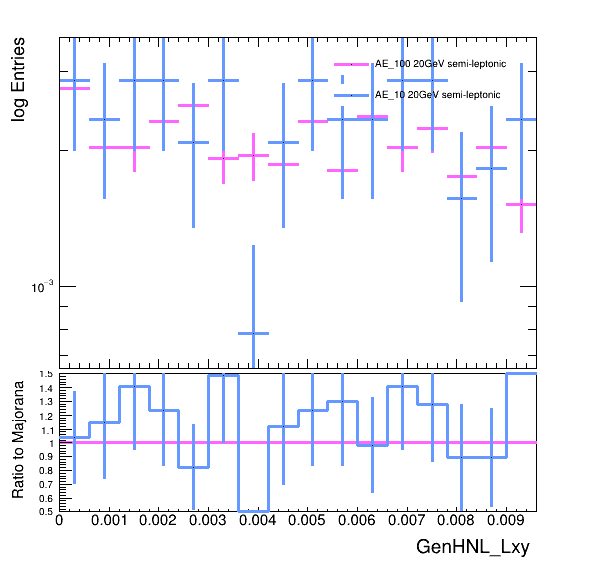 log Entries
AE_100 20GeV semi-leptonic
AE_10 20GeV semi-leptonic
10⁻³
Ratio to Majorana
1.5
1.4
1.3
1.2
1.1
1
0.9
0.8
0.7
0.6
0.5
0 0.001 0.002 0.003 0.004 0.005 0.006 0.007 0.008 0.009
GenHNL_Lxy